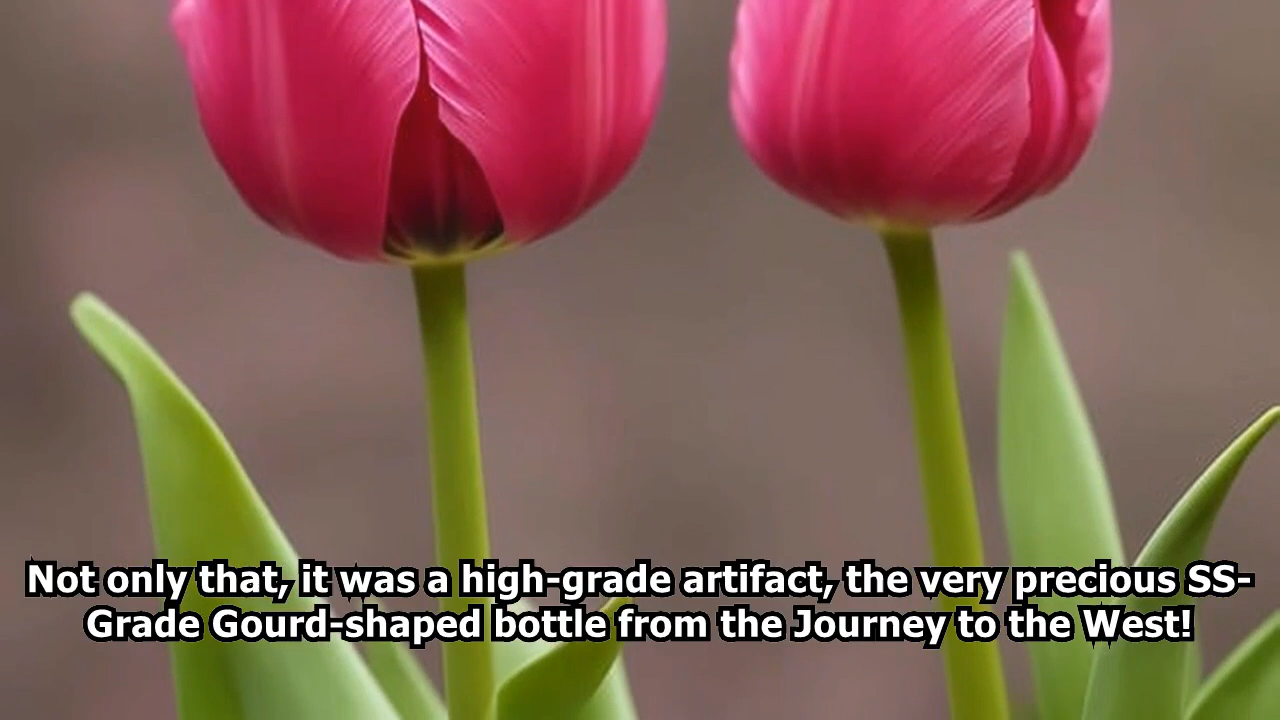 Not only that, it was a high-grade artifact, the very precious SS-
Grade Gourd-shaped bottle from the Journey to the West!